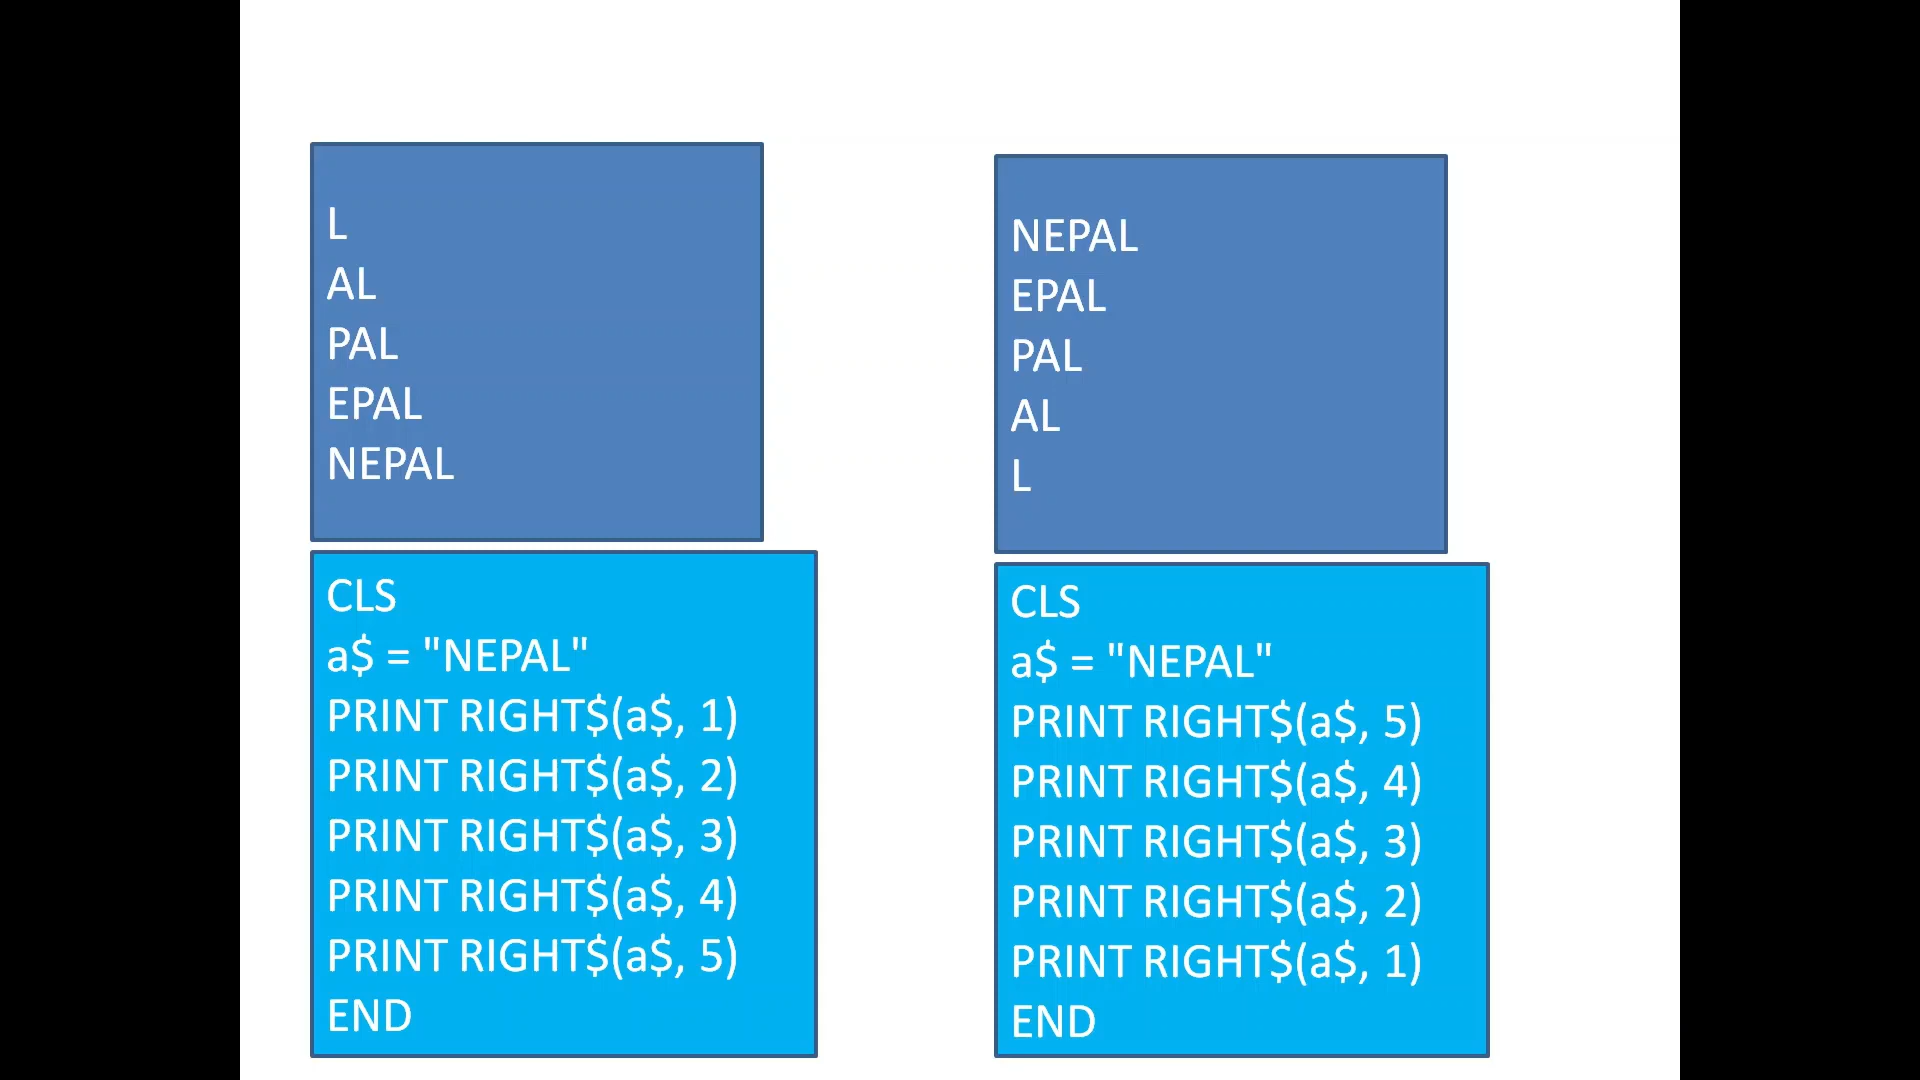 L
AL
PAL
EPAL
NEPAL
CLS
a$ = "NEPAL"
PRINT RIGHT$(a$, 1)
PRINT RIGHT$(a$, 2)
PRINT RIGHT$(a$, 3)
PRINT RIGHT$(a$, 4)
PRINT RIGHT$(a$, 5)
END
NEPAL
EPAL
PAL
AL
L
CLS
a$ = "NEPAL"
PRINT RIGHT$(a$, 5)
PRINT RIGHT$(a$, 4)
PRINT RIGHT$(a$, 3)
PRINT RIGHT$(a$, 2)
PRINT RIGHT$(a$, 1)
END